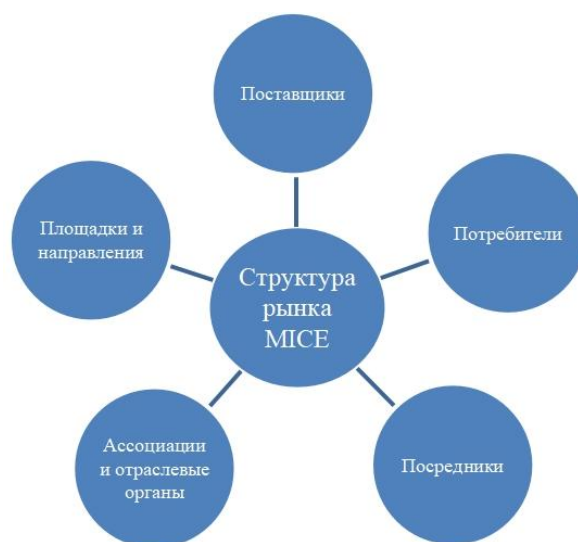 Поставщики
Площадки и
направления
Потребители
Структура
рынка
MICE
Ассоциации
и отраслевые
органы
Посредники